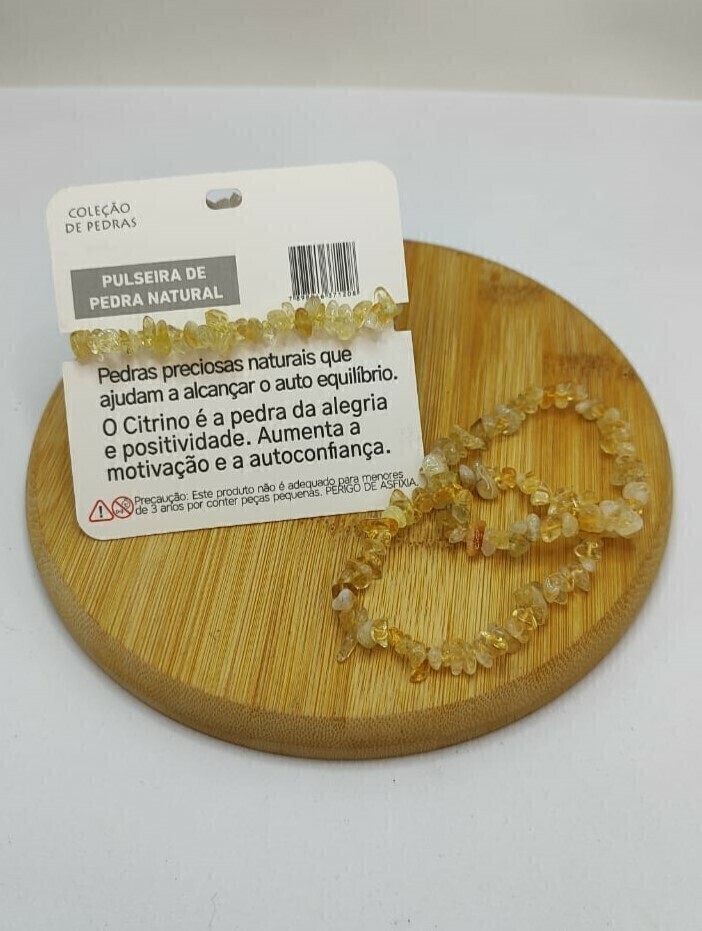 COLEÇÃO
DE PEDRAS
PULSEIRA DE
PEDRA NATURAL
Pedras preciosas naturais que
ajudam a alcançar o auto equilíbrio.
O Citrino é a pedra da alegria
e positividade. Aumenta a
motivação e a autoconfiança.
Precaução: Este produto não é adequado para menores
de 3 anos por conter peças pequenas. PERIGO DE ASFIXIA.